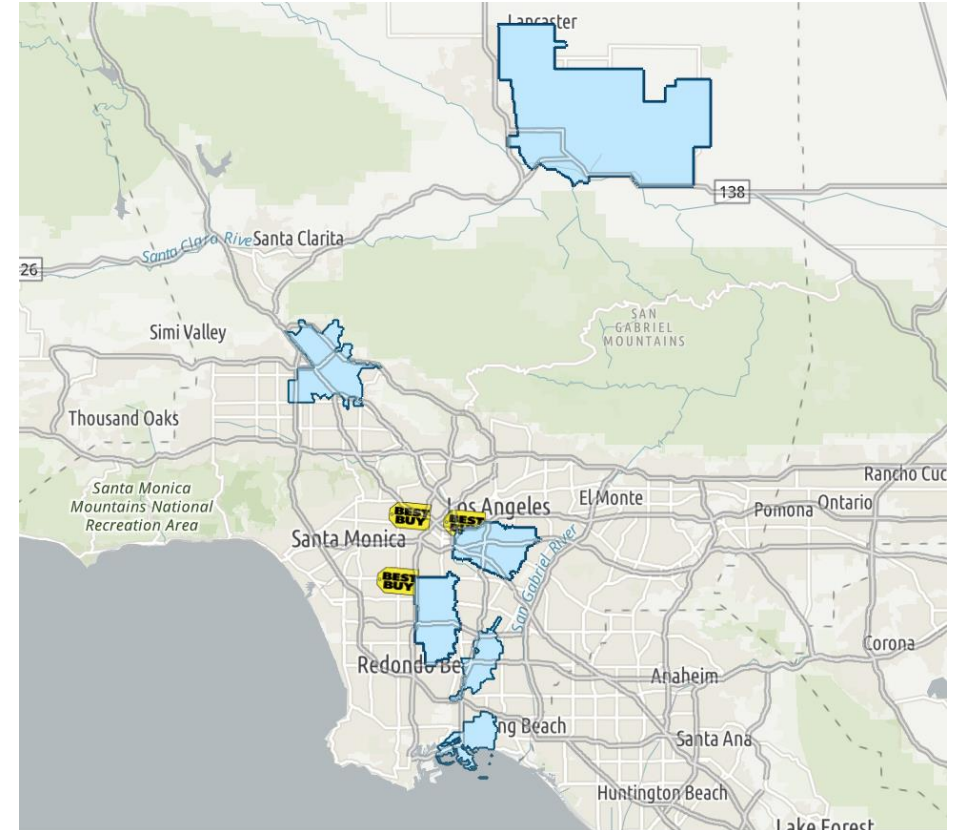 Lancaster
138
Santa Clara River
Santa Clarita
26
Simi Valley
SAN
GABRIEL
MOUNTAINS
Thousand Oaks
Rancho Cuc
Santa Monica
Mountains National
Recreation Area
Los Angeles
El Monte
Pomona
Ontario
BEST
BUY
BEST
Santa Monica
San Gabriel River
BEST
BUY
Redondo Be
Corona
Anaheim
ng Beach
Santa Ana
Huntington Beach
Lake Forest